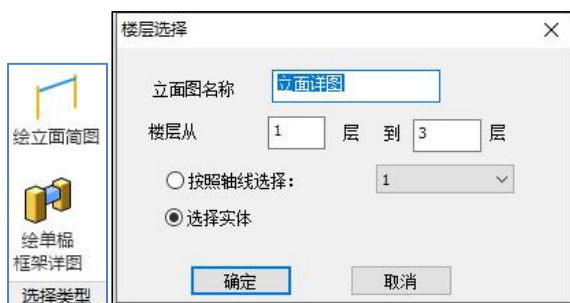 绘立面简图
绘单榀
框架详图
选择类型
楼层选择
立面图名称 立面详图
楼层从 1 层 到 3 层
按照轴线选择: 1
选择实体
确定 取消